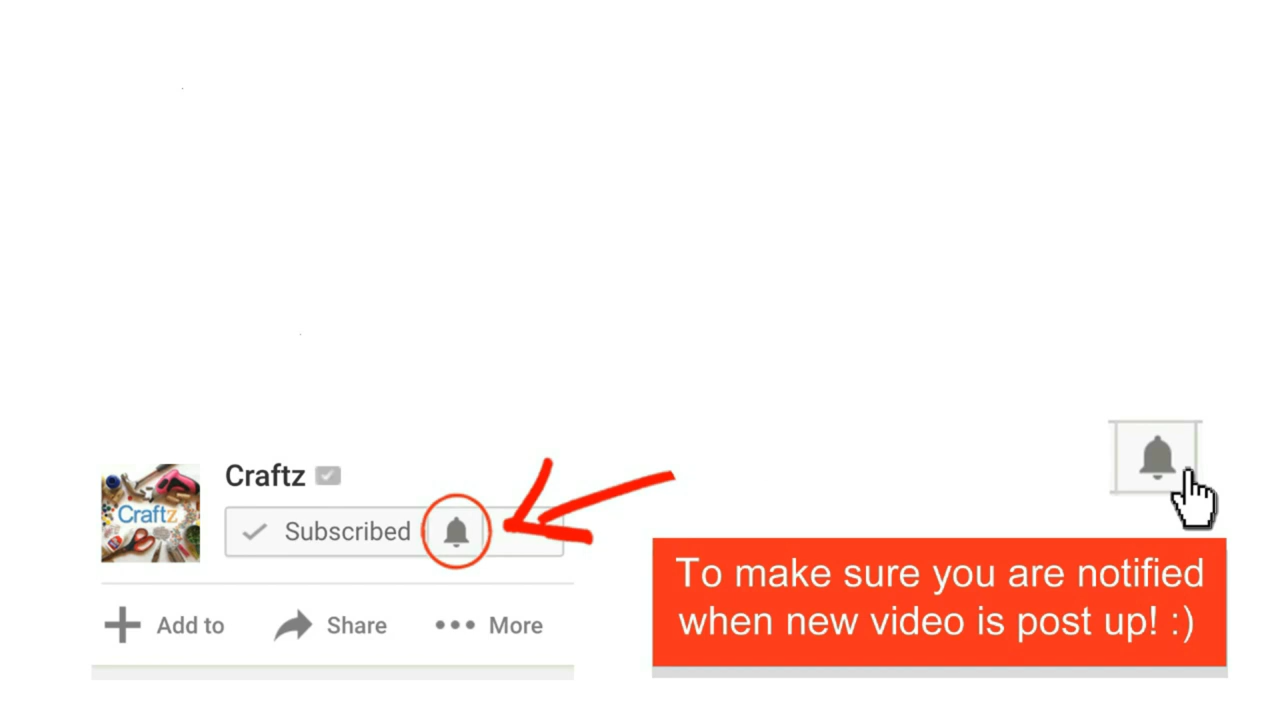 Craftz
Craftz
Subscribed
Add to
Share
More
To make sure you are notified
when new video is post up! :)